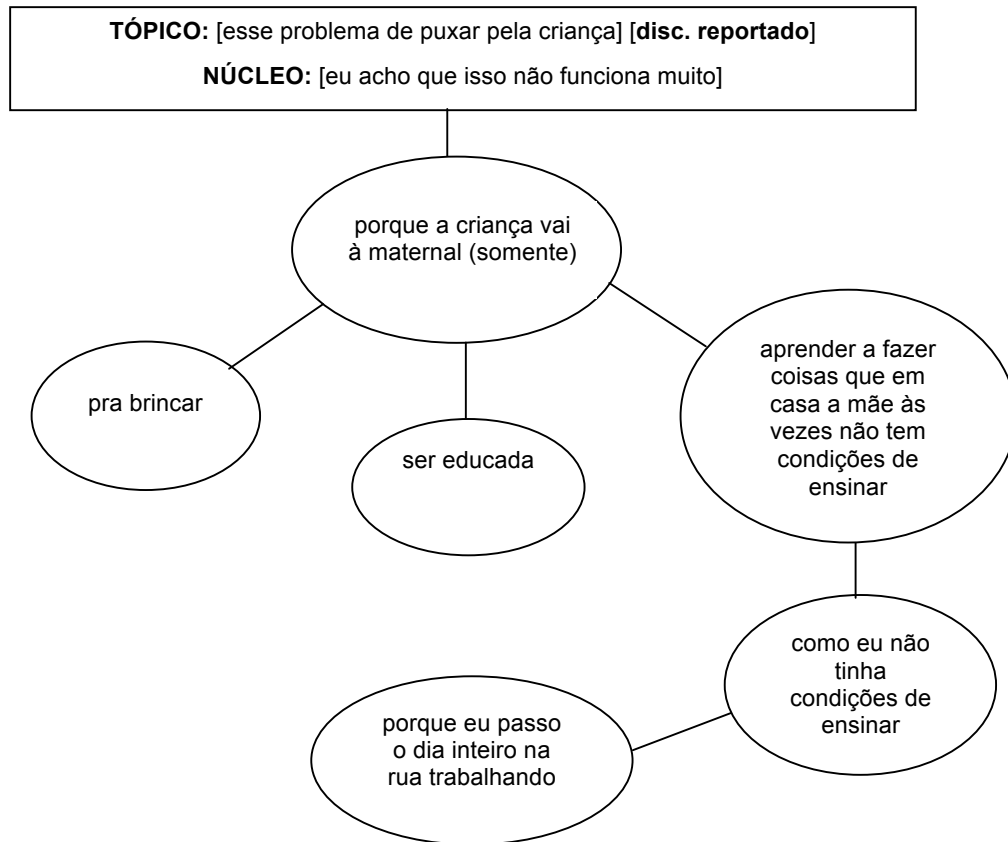 TÓPICO: [esse problema de puxar pela criança] [disc. reportado]
NÚCLEO: [eu acho que isso não funciona muito]
porque a criança vai
à maternal (somente)
pra brincar
ser educada
aprender a fazer
coisas que em
casa a mãe às
vezes não tem
condições de
ensinar
como eu não
tinha
condições de
ensinar
porque eu passo
o dia inteiro na
rua trabalhando